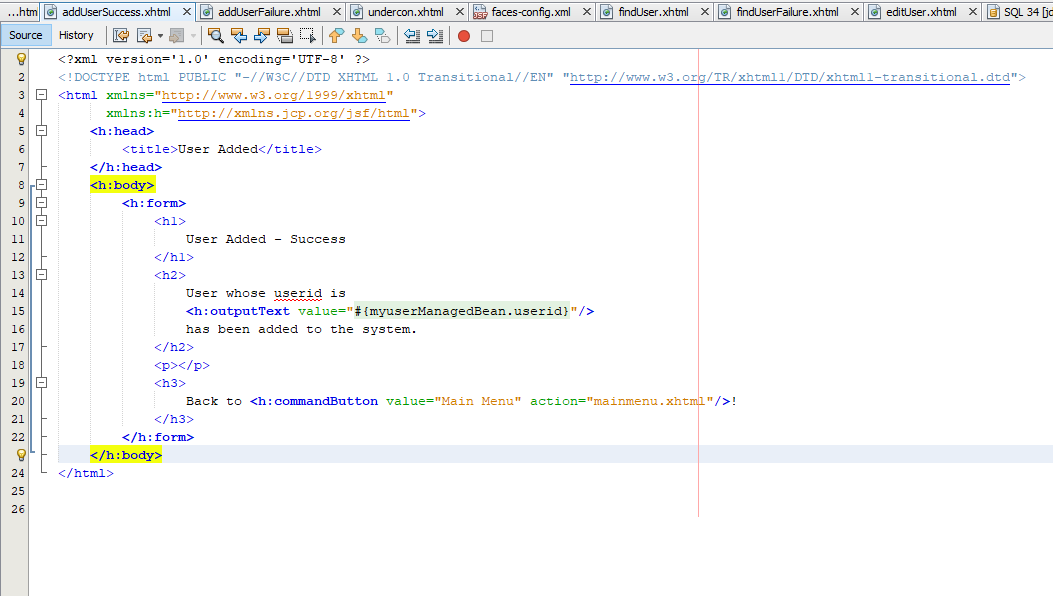 ...htm addUserSuccess.xhtml addUserFailure.xhtml undercon.xhtml faces-config.xml findUser.xhtml findUserFailure.xhtml editUser.xhtml SQL 34 [jd
Source History
<?xml version='1.0' encoding='UTF-8' ?>
2 <!DOCTYPE html PUBLIC "-//W3C//DTD XHTML 1.0 Transitional//EN" "http://www.w3.org/TR/xhtml1/DTD/xhtml1-transitional.dtd">
3 <html xmlns="http://www.w3.org/1999/xhtml"
4 xmlns:h="http://xmlns.jcp.org/jsf/html">
5 <h:head>
6 <title>User Added</title>
7 </h:head>
8 <h:body>
9 <h:form>
10 <h1>
11 User Added - Success
12 </h1>
13 <h2>
14 User whose userid is
15 <h:outputText value="#{myuserManagedBean.userid}"/>
16 has been added to the system.
17 </h2>
18 <p></p>
19 <h3>
20 Back to <h:commandButton value="Main Menu" action="mainmenu.xhtml"/>!
21 </h3>
22 </h:form>
</h:body>
24 </html>
25
26